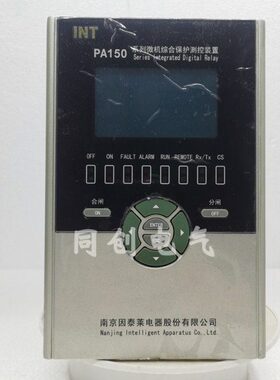 INT
PA150 系列微机综合保护测控装置
Series Integrated Digital Relay
OFF ON FAULT ALARM RUN REMOTE Rx/Tx CS
合闸 分闸
ON ENTER OFF
同创电气
南京因泰莱电器股份有限公司
Nanjing Intelligent Apparatus Co., Ltd.